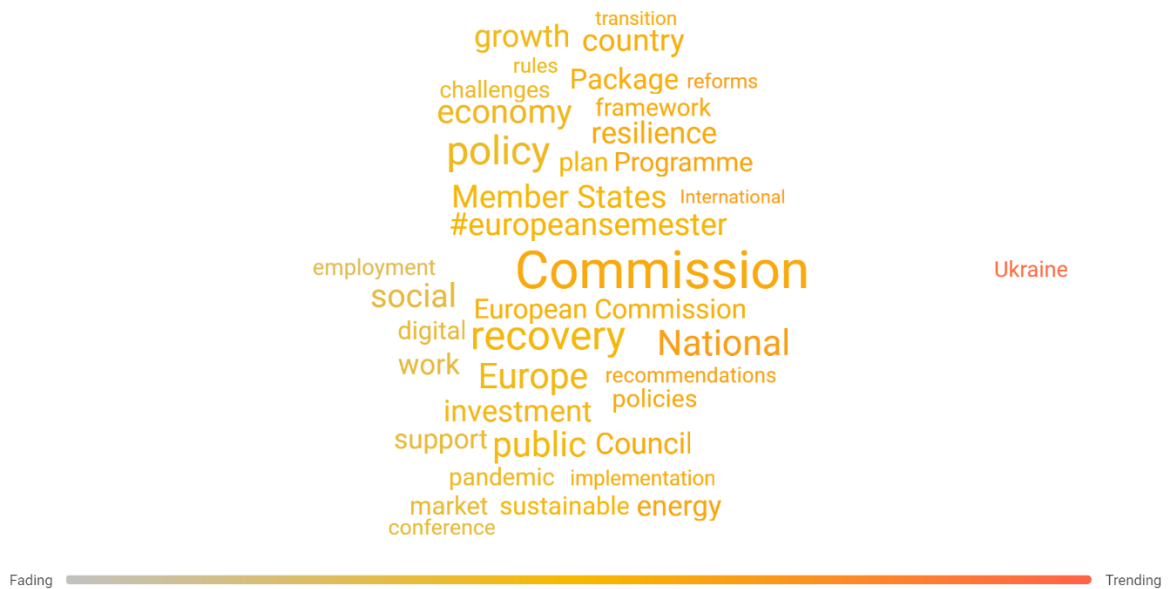 transition
growth country
rules
Package reforms
challenges
economy framework
resilience
policy plan Programme
Member States International
#europeansemester
employment Commission Ukraine
social European Commission
digital recovery National
work Europe recommendations
policies
investment
support public Council
pandemic implementation
market sustainable energy
conference
Fading Trending